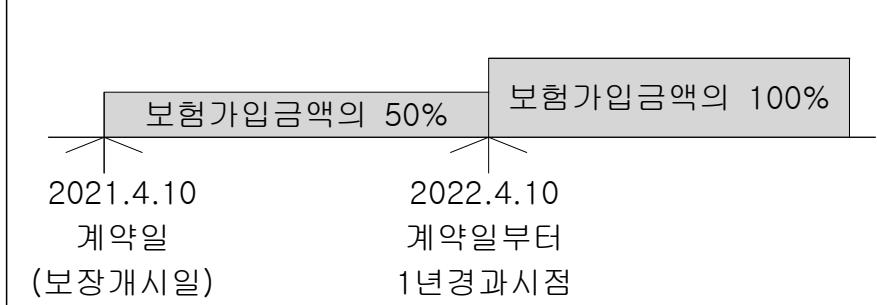 보험가입금액의 50%
보험가입금액의 100%
2021.4.10
계약일
(보장개시일)
2022.4.10
계약일부터
1년경과시점